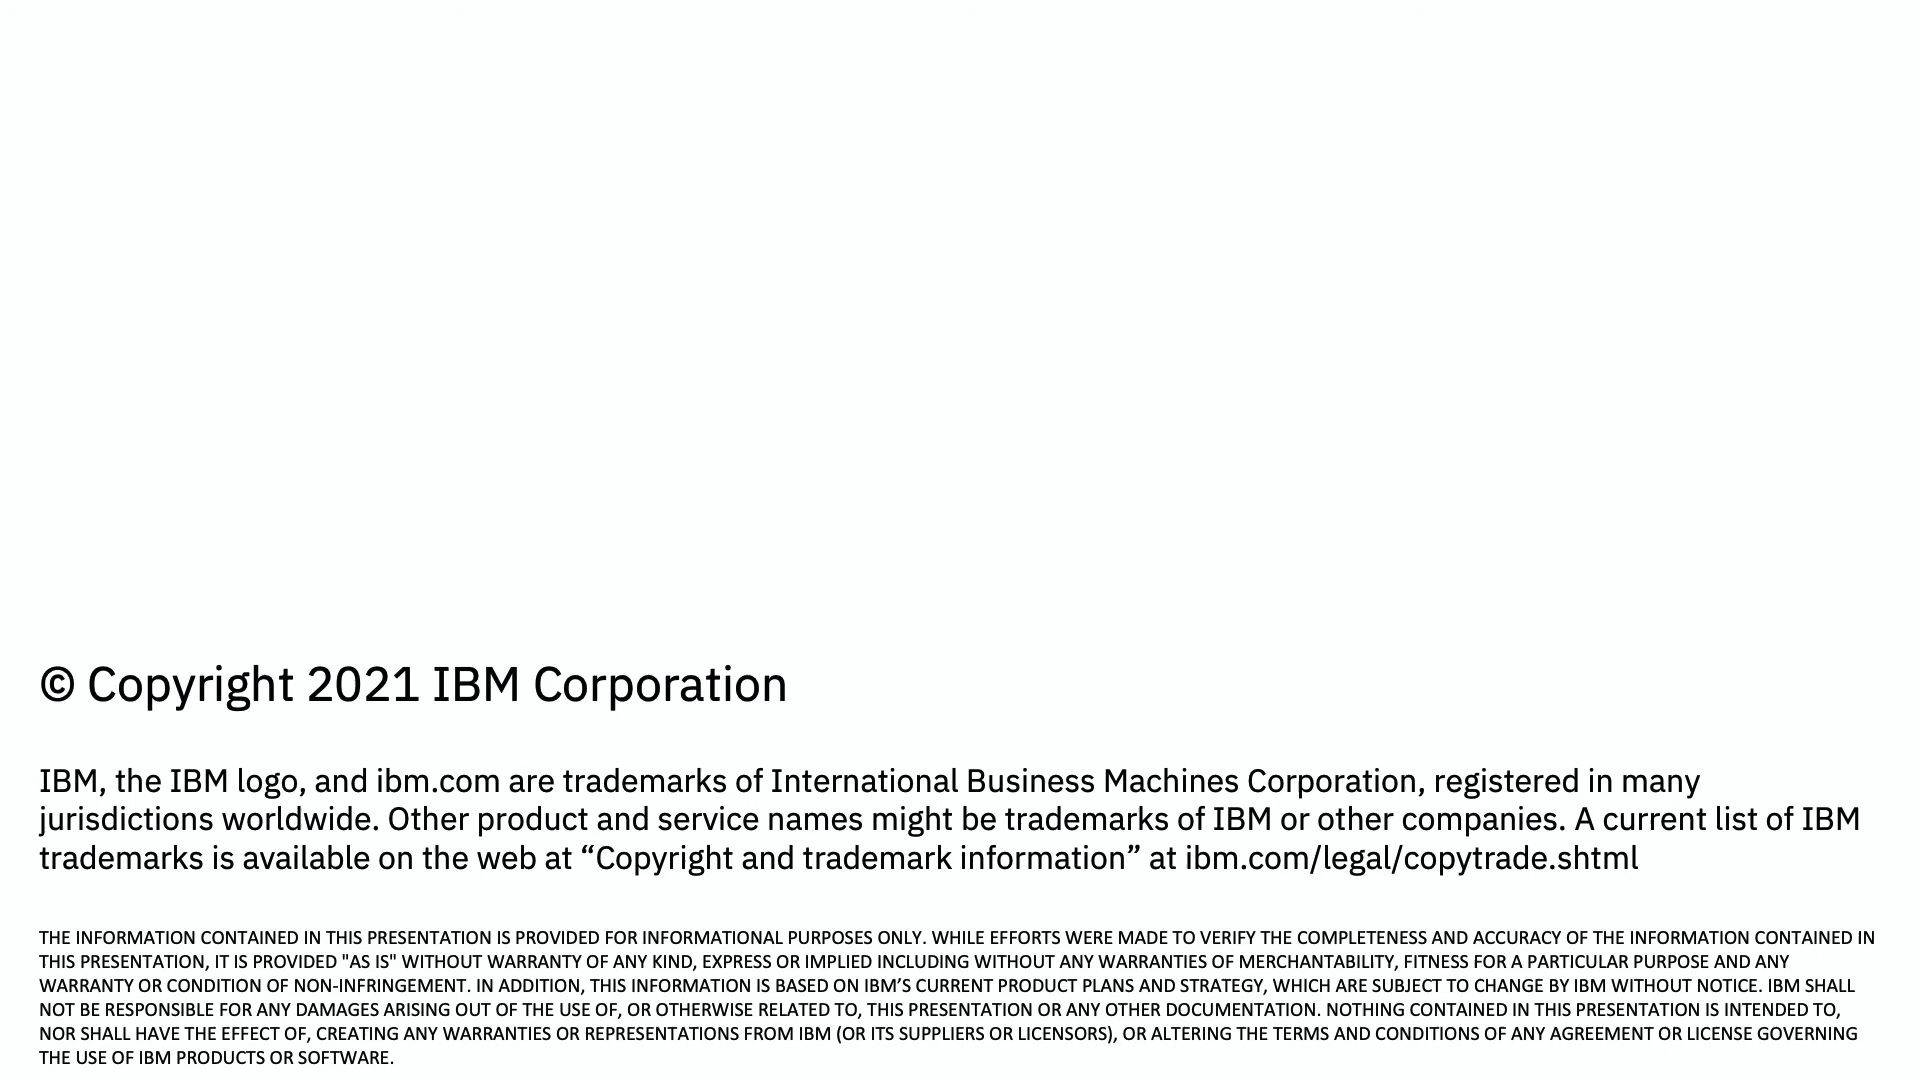 © Copyright 2021 IBM Corporation
IBM, the IBM logo, and ibm.com are trademarks of International Business Machines Corporation, registered in many
jurisdictions worldwide. Other product and service names might be trademarks of IBM or other companies. A current list of IBM
trademarks is available on the web at “Copyright and trademark information” at ibm.com/legal/copytrade.shtml
THE INFORMATION CONTAINED IN THIS PRESENTATION IS PROVIDED FOR INFORMATIONAL PURPOSES ONLY. WHILE EFFORTS WERE MADE TO VERIFY THE COMPLETENESS AND ACCURACY OF THE INFORMATION CONTAINED IN
THIS PRESENTATION, IT IS PROVIDED "AS IS" WITHOUT WARRANTY OF ANY KIND, EXPRESS OR IMPLIED INCLUDING WITHOUT ANY WARRANTIES OF MERCHANTABILITY, FITNESS FOR A PARTICULAR PURPOSE AND ANY
WARRANTY OR CONDITION OF NON-INFRINGEMENT. IN ADDITION, THIS INFORMATION IS BASED ON IBM’S CURRENT PRODUCT PLANS AND STRATEGY, WHICH ARE SUBJECT TO CHANGE BY IBM WITHOUT NOTICE. IBM SHALL
NOT BE RESPONSIBLE FOR ANY DAMAGES ARISING OUT OF THE USE OF, OR OTHERWISE RELATED TO, THIS PRESENTATION OR ANY OTHER DOCUMENTATION. NOTHING CONTAINED IN THIS PRESENTATION IS INTENDED TO,
NOR SHALL HAVE THE EFFECT OF, CREATING ANY WARRANTIES OR REPRESENTATIONS FROM IBM (OR ITS SUPPLIERS OR LICENSORS), OR ALTERING THE TERMS AND CONDITIONS OF ANY AGREEMENT OR LICENSE GOVERNING
THE USE OF IBM PRODUCTS OR SOFTWARE.